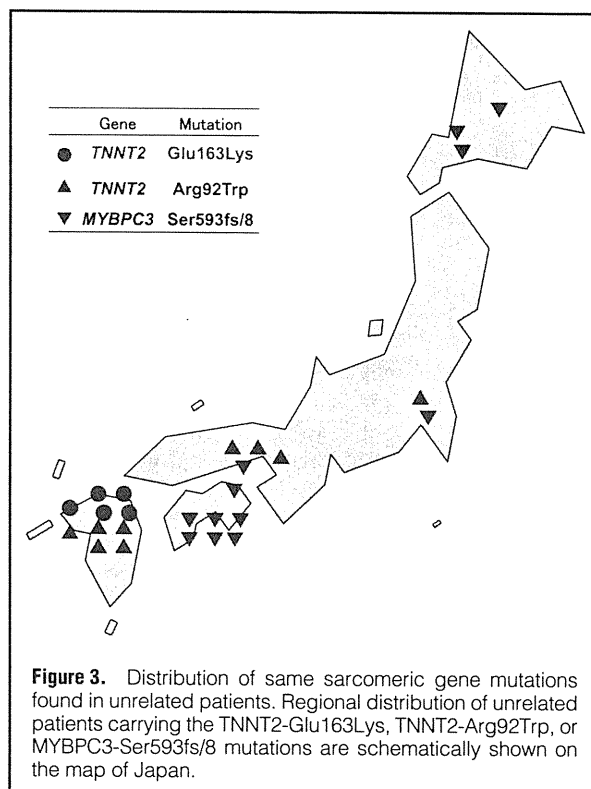 Gene Mutation
● TNNT2 Glu163Lys
▲ TNNT2 Arg92Trp
▼ MYBPC3 Ser593fs/8
Figure 3. Distribution of same sarcomeric gene mutations
found in unrelated patients. Regional distribution of unrelated
patients carrying the TNNT2-Glu163Lys, TNNT2-Arg92Trp, or
MYBPC3-Ser593fs/8 mutations are schematically shown on
the map of Japan.